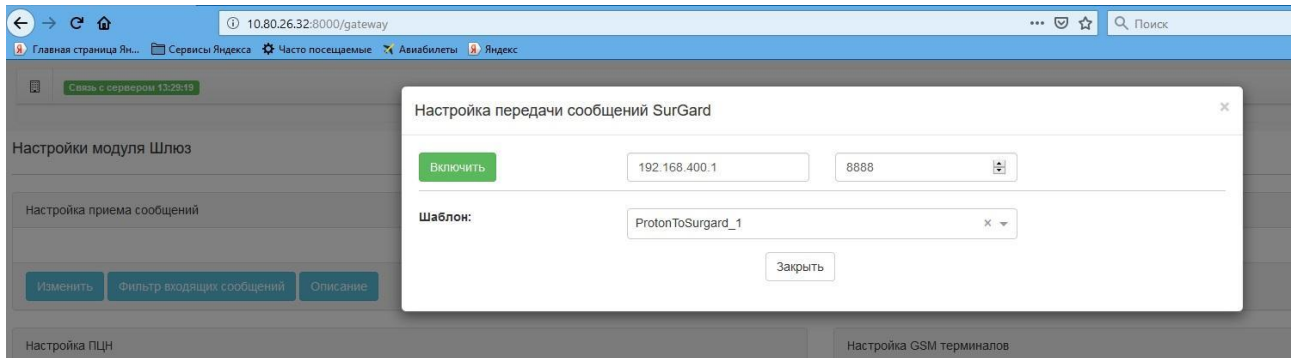 10.80.26.32:8000/gateway
Поиск
Главная страница Ян... Сервисы Яндекса Часто посещаемые Авиабилеты Яндекс
Связь с сервером 13:29:19
Настройка передачи сообщений SurGard
Настройки модуля Шлюз
Включить 192.168.400.1 8888
Настройка приема сообщений
Шаблон: ProtonToSurgard_1
Закрыть
Изменить Фильтр входящих сообщений Описание
Настройка ПЦН
Настройка GSM терминалов